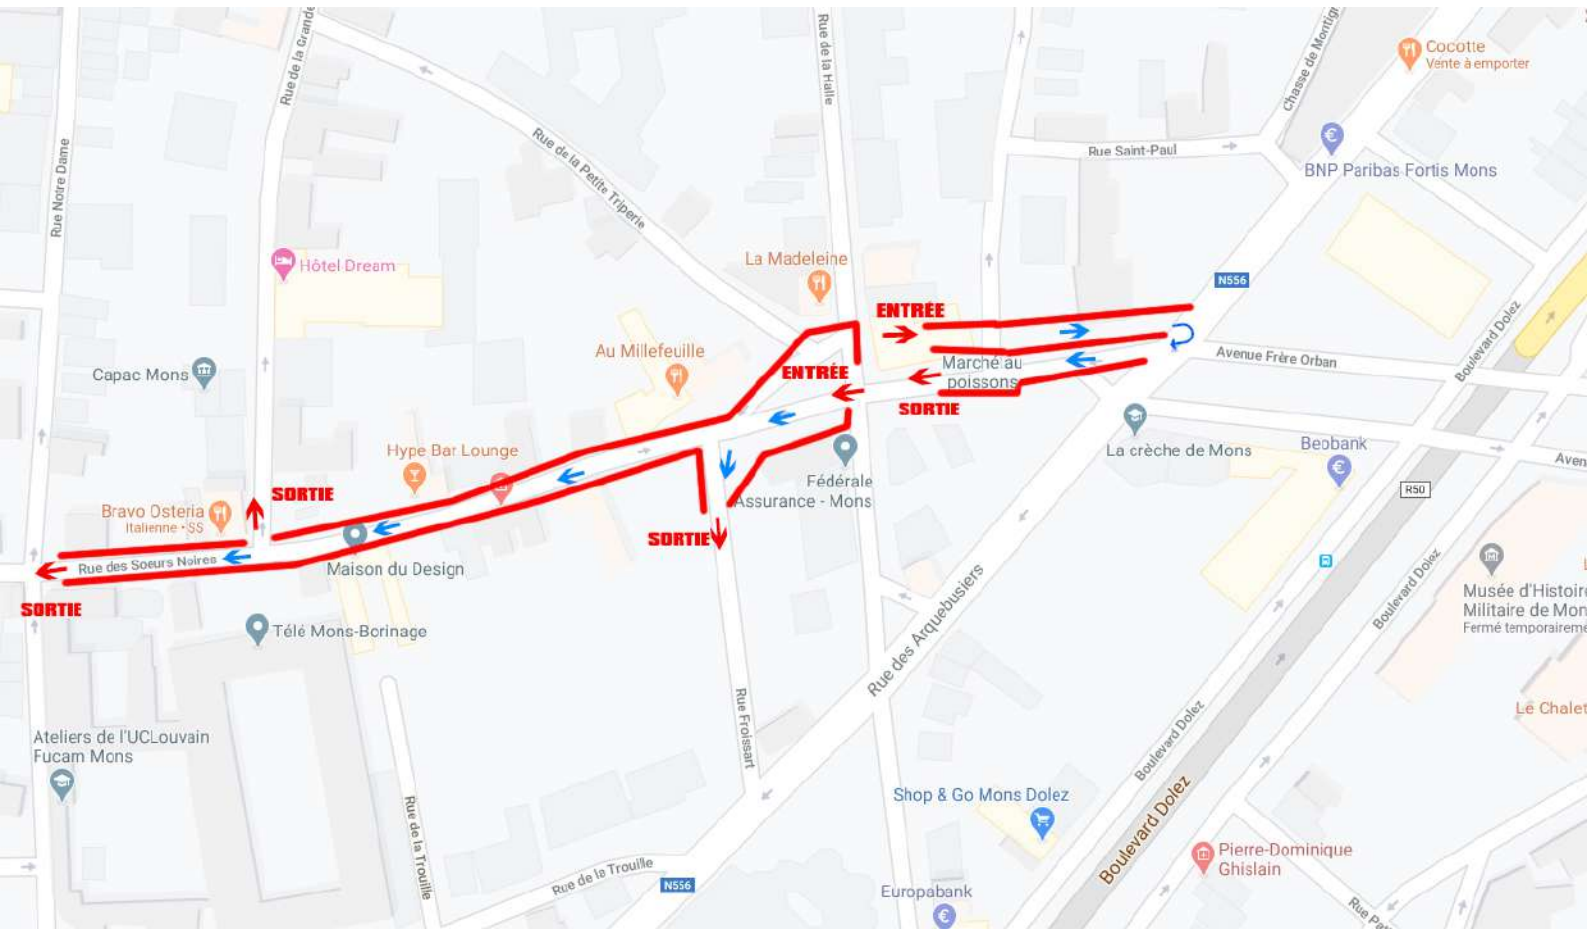 Rue de la Grande
Rue de la Halle
Chasse de Montign
Cocotte
Vente à emporter
Rue Notre Dame
Rue de la Petite Triperie
Rue Saint-Paul
€
BNP Paribas Fortis Mons
Hôtel Dream
La Madeleine
N556
ENTRÉE
Boulevard Dolez
Au Millefeuille
Capac Mons
ENTRÉE
Marché au
poissons
Avenue Frère Orban
SORTIE
Hype Bar Lounge
La crèche de Mons
Beobank
€
Aven
Fédérale
Assurance - Mons
R50
SORTIE
Bravo Osteria
Italienne • $$
SORTIE
Rue des Soeurs Noires
Maison du Design
SORTIE
Télé Mons-Borinage
Rue des Arquebusiers
Boulevard Dolez
Musée d'Histoire
Militaire de Mon
Fermé temporaireme
Le Chalet
Ateliers de l'UCLouvain
Fucam Mons
Rue Froissart
Boulevard Dolez
Rue de la Trouille
Shop & Go Mons Dolez
Boulevard Dolez
Rue de la Trouille
N556
Pierre-Dominique
Ghislain
Europabank
€
Rue Pa